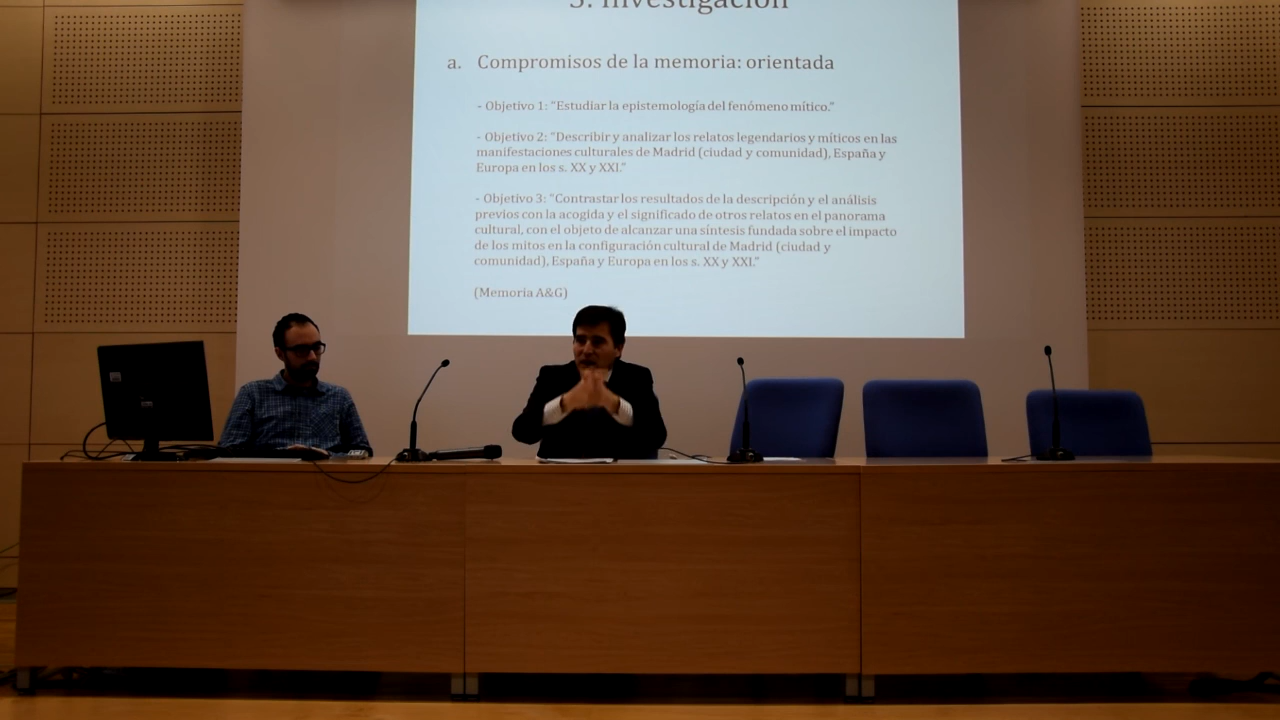 3. Investigación
a. Compromisos de la memoria: orientada
- Objetivo 1: "Estudiar la epistemología del fenómeno mítico."
- Objetivo 2: "Describir y analizar los relatos legendarios y míticos en las
manifestaciones culturales de Madrid (ciudad y comunidad), España y
Europa en los s. XX y XXI."
- Objetivo 3: "Contrastar los resultados de la descripción y el análisis
previos con la acogida y el significado de otros relatos en el panorama
cultural, con el objeto de alcanzar una síntesis fundada sobre el impacto
de los mitos en la configuración cultural de Madrid (ciudad y
comunidad), España y Europa en los s. XX y XXI."
(Memoria A&G)